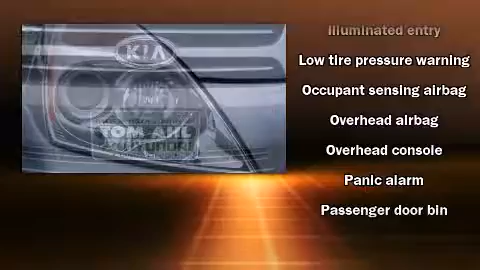 KIA
TOM AHL
HYUNDAI
Illuminated entry
Low tire pressure warning
Occupant sensing airbag
Overhead airbag
Overhead console
Panic alarm
Passenger door bin